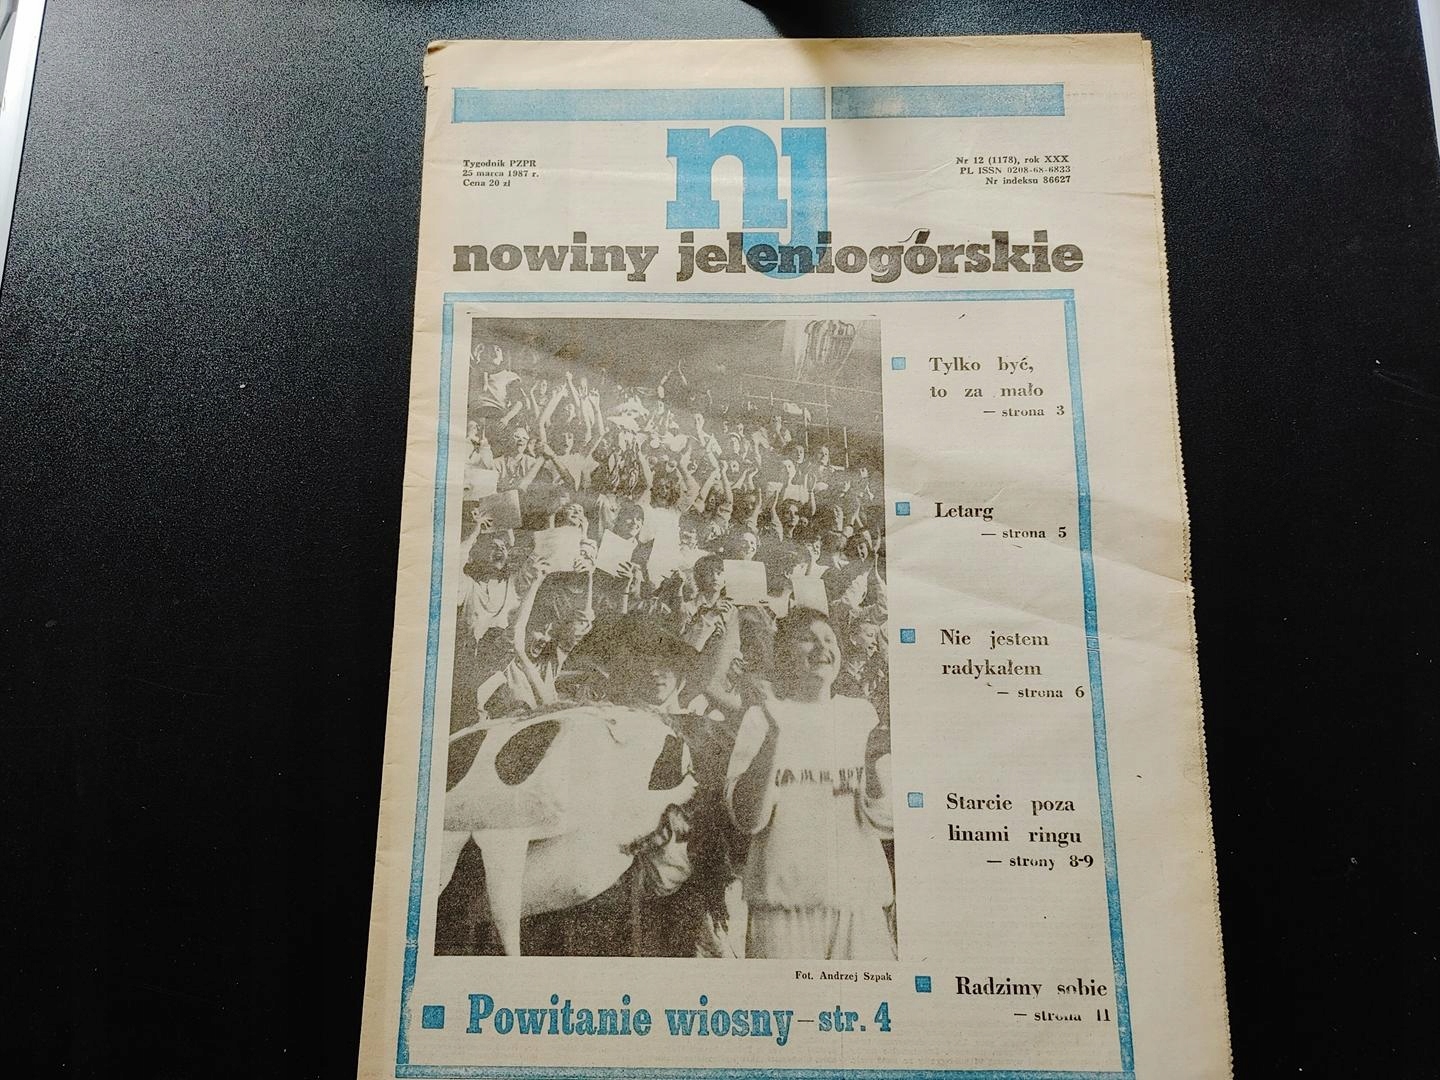 nj
Tygodnik PZPR
25 marca 1987 r.
Cena 20 zł
Nr 12 (1178), rok XXX
PL ISSN 0208-68-6833
Nr indeksu 86627
nowiny jeleniogórskie
Tylko być,
to za mało
— strona 3
Letarg
— strona 5
Nie jestem
radykałem
— strona 6
Starcie poza
linami ringu
— strony 8-9
Radzimy sobie
— strona 11
Fot. Andrzej Szpak
Powitanie wiosny — str. 4